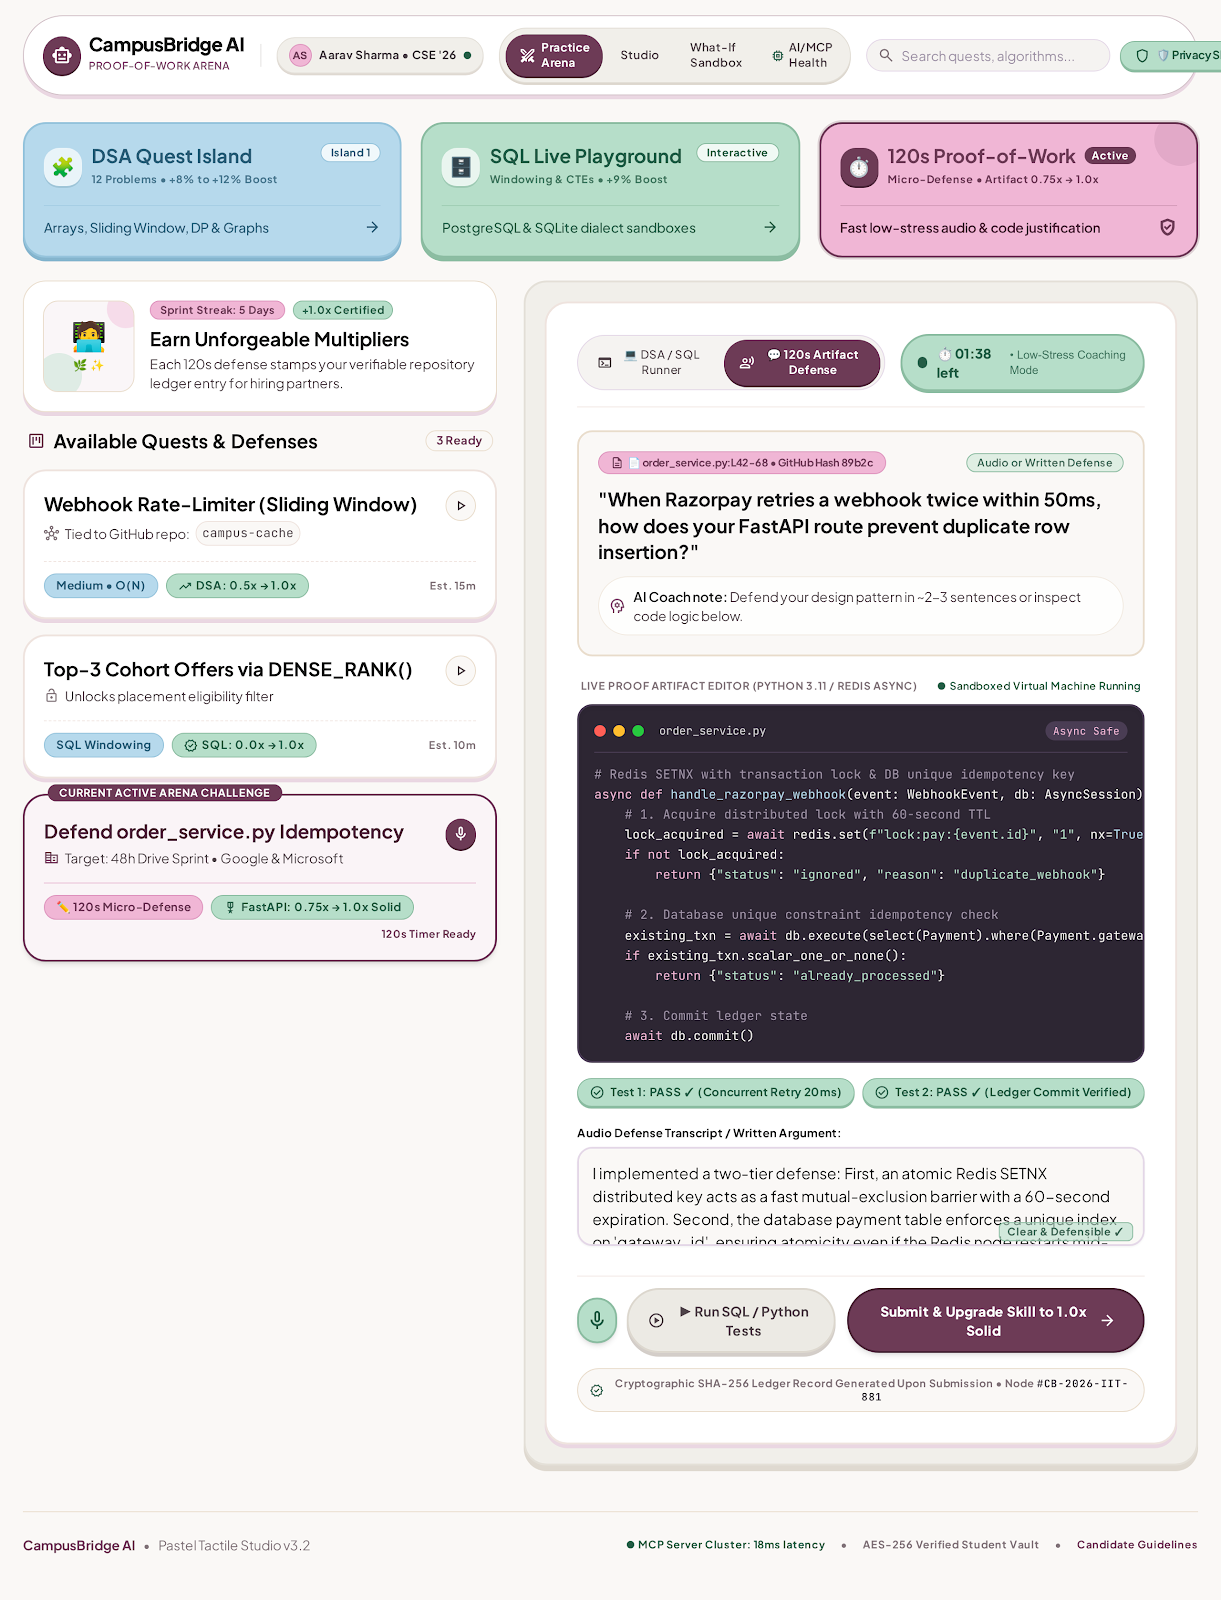 CampusBridge AI
PROOF-OF-WORK ARENA
AS Aarav Sharma • CSE '26
Practice
Arena
Studio
What-If
Sandbox
AI/MCP
Health
Search quests, algorithms...
Privacy
DSA Quest Island
Island 1
12 Problems • +8% to +12% Boost
Arrays, Sliding Window, DP & Graphs
SQL Live Playground
Interactive
Windowing & CTEs • +9% Boost
PostgreSQL & SQLite dialect sandboxes
120s Proof-of-Work
Active
Micro-Defense • Artifact 0.75x → 1.0x
Fast low-stress audio & code justification
Sprint Streak: 5 Days
+1.0x Certified
Earn Unforgeable Multipliers
Each 120s defense stamps your verifiable repository
ledger entry for hiring partners.
Available Quests & Defenses
3 Ready
Webhook Rate-Limiter (Sliding Window)
Tied to GitHub repo: campus-cache
Medium • O(N)
DSA: 0.5x → 1.0x
Est. 15m
Top-3 Cohort Offers via DENSE_RANK()
Unlocks placement eligibility filter
SQL Windowing
SQL: 0.0x → 1.0x
Est. 10m
CURRENT ACTIVE ARENA CHALLENGE
Defend order_service.py Idempotency
Target: 48h Drive Sprint • Google & Microsoft
✏️ 120s Micro-Defense
FastAPI: 0.75x → 1.0x Solid
120s Timer Ready
💻 DSA / SQL
Runner
💬 120s Artifact
Defense
⏱️ 01:38
left
• Low-Stress Coaching
Mode
📄 order_service.py:L42-68 • GitHub Hash 89b2c
Audio or Written Defense
"When Razorpay retries a webhook twice within 50ms,
how does your FastAPI route prevent duplicate row
insertion?"
AI Coach note: Defend your design pattern in ~2–3 sentences or inspect
code logic below.
LIVE PROOF ARTIFACT EDITOR (PYTHON 3.11 / REDIS ASYNC)
● Sandboxed Virtual Machine Running
order_service.py
Async Safe
# Redis SETNX with transaction lock & DB unique idempotency key
async def handle_razorpay_webhook(event: WebhookEvent, db: AsyncSession)
# 1. Acquire distributed lock with 60-second TTL
lock_acquired = await redis.set(f"lock:pay:{event.id}", "1", nx=True
if not lock_acquired:
return {"status": "ignored", "reason": "duplicate_webhook"}
# 2. Database unique constraint idempotency check
existing_txn = await db.execute(select(Payment).where(Payment.gatewa
if existing_txn.scalar_one_or_none():
return {"status": "already_processed"}
# 3. Commit ledger state
await db.commit()
Test 1: PASS ✓ (Concurrent Retry 20ms)
Test 2: PASS ✓ (Ledger Commit Verified)
Audio Defense Transcript / Written Argument:
I implemented a two-tier defense: First, an atomic Redis SETNX
distributed key acts as a fast mutual-exclusion barrier with a 60-second
expiration. Second, the database payment table enforces a unique index
on 'gateway_id', ensuring atomicity even if the Redis node restarts mid-
Clear & Defensible ✓
▶ Run SQL / Python
Tests
Submit & Upgrade Skill to 1.0x
Solid
Cryptographic SHA-256 Ledger Record Generated Upon Submission • Node #CB-2026-IIT-
881
CampusBridge AI • Pastel Tactile Studio v3.2
● MCP Server Cluster: 18ms latency • AES-256 Verified Student Vault • Candidate Guidelines